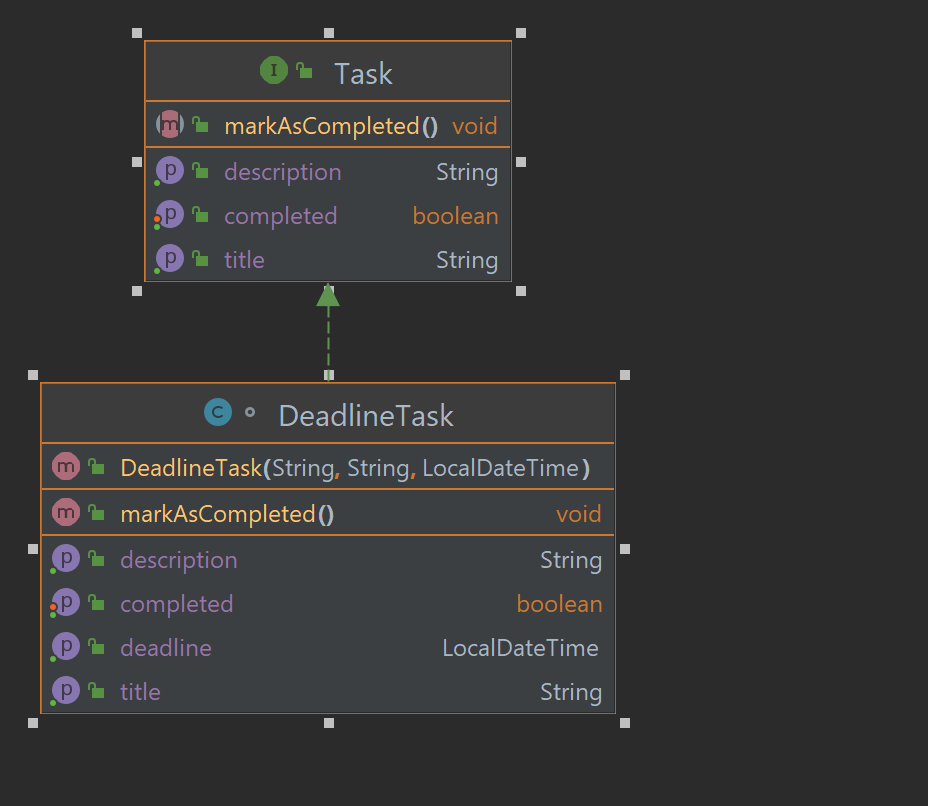 I Task
m markAsCompleted() void
p description String
p completed boolean
p title String
C DeadlineTask
m DeadlineTask(String, String, LocalDateTime)
m markAsCompleted() void
p description String
p completed boolean
p deadline LocalDateTime
p title String